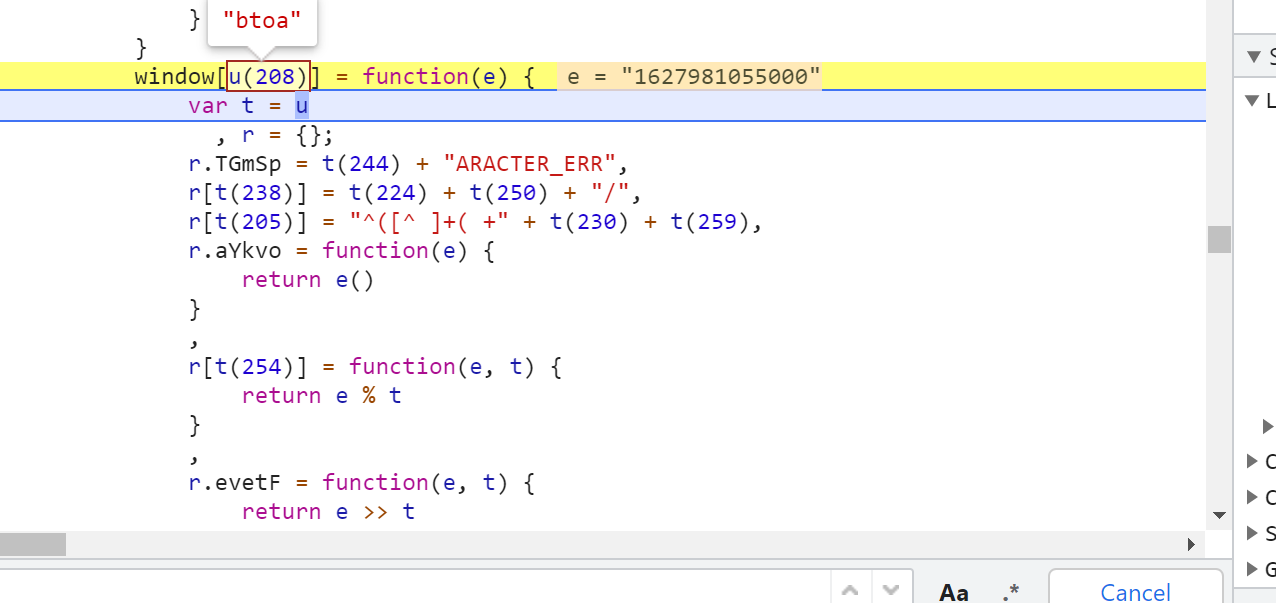 }
"btoa"
}
window[u(208)] = function(e) { e = "1627981055000"
var t = u
, r = {};
r.TGmSp = t(244) + "ARACTER_ERR",
r[t(238)] = t(224) + t(250) + "/",
r[t(205)] = "^([^ ]+( +" + t(230) + t(259),
r.aYkvo = function(e) {
return e()
}
,
r[t(254)] = function(e, t) {
return e % t
}
,
r.evetF = function(e, t) {
return e >> t
Aa .* Cancel
S
L
C
C
S
G